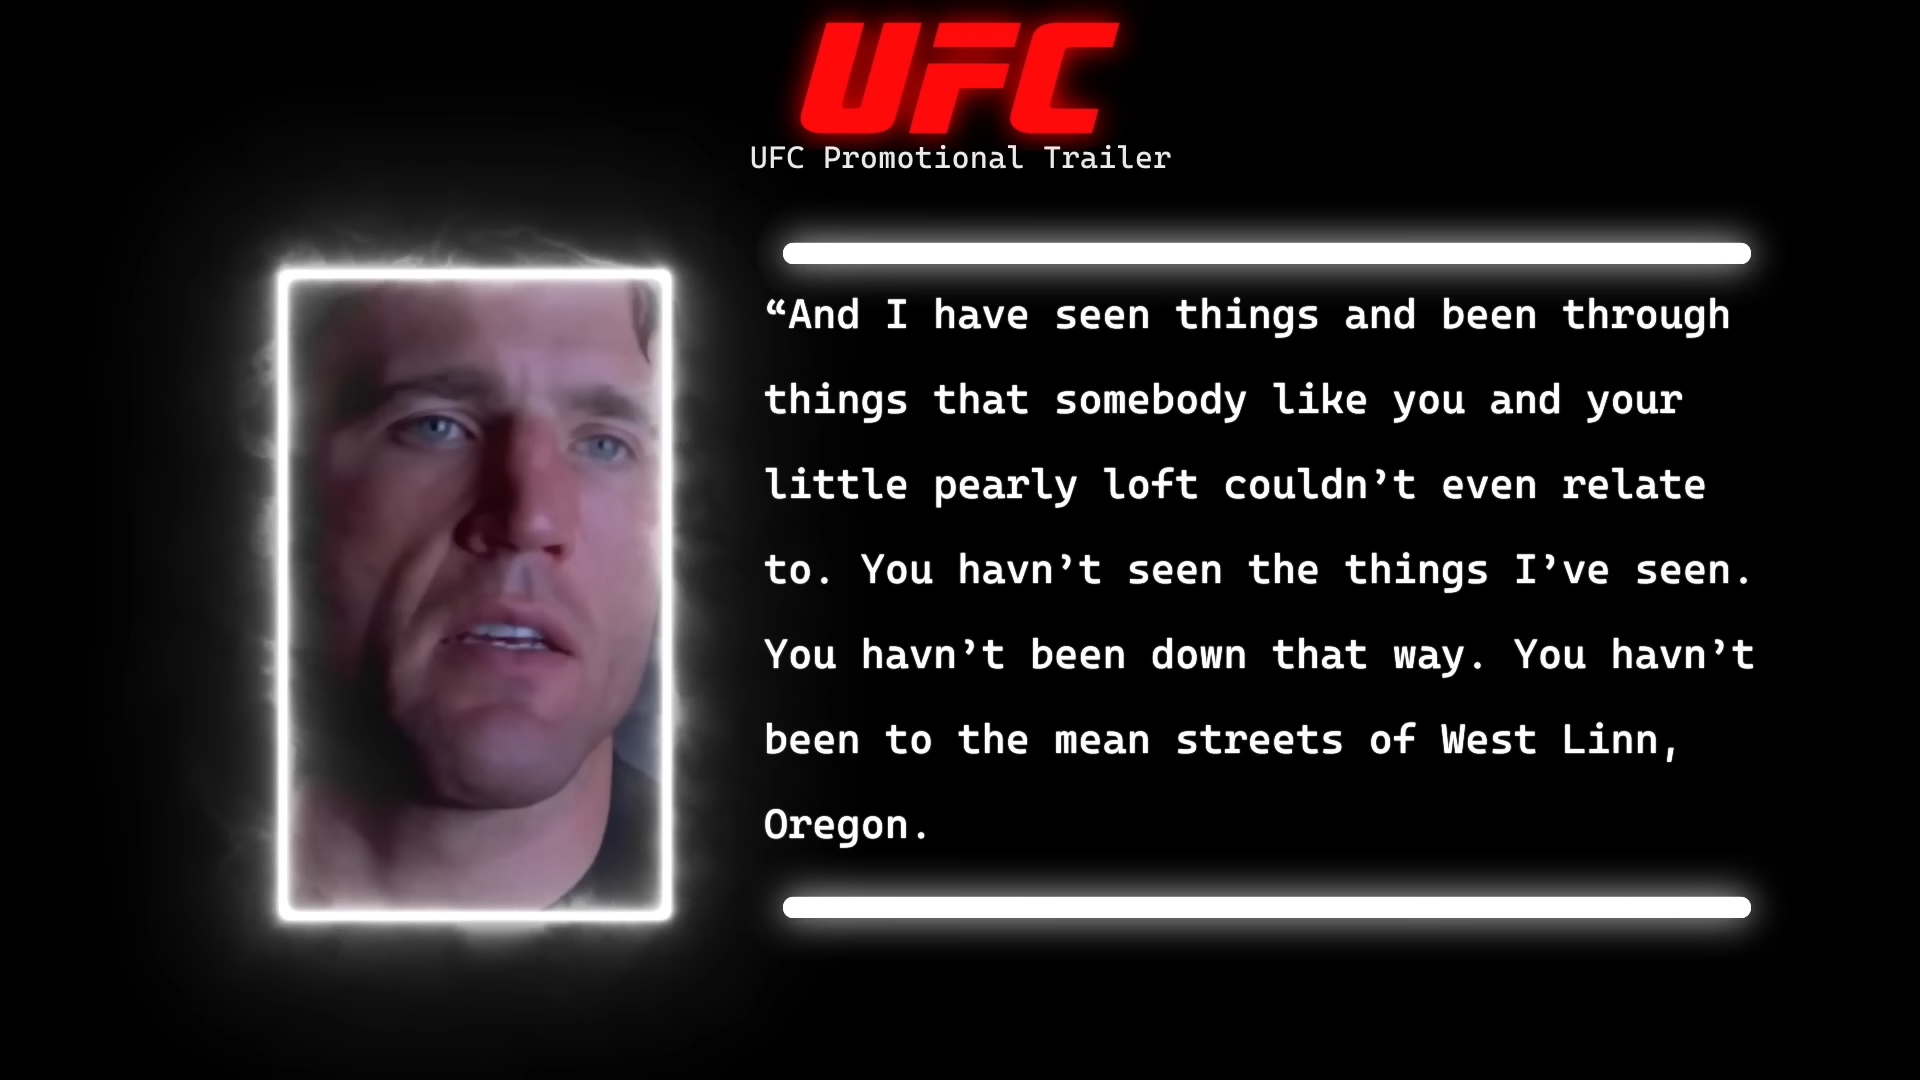 UFC
UFC Promotional Trailer
“And I have seen things and been through
things that somebody like you and your
little pearly loft couldn’t even relate
to. You havn’t seen the things I’ve seen.
You havn’t been down that way. You havn’t
been to the mean streets of West Linn,
Oregon.